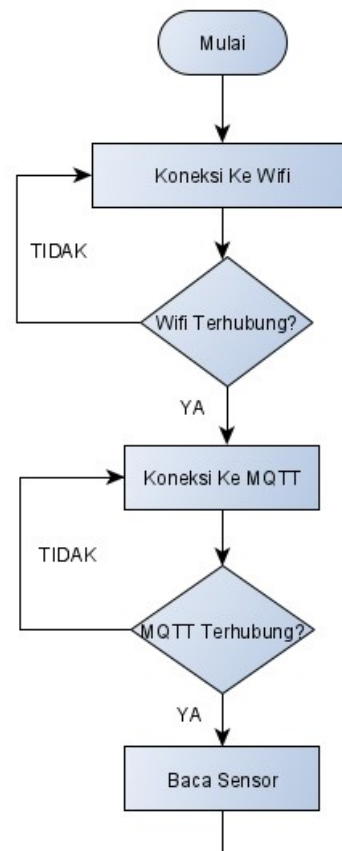 Mulai
Koneksi Ke Wifi
TIDAK
Wifi Terhubung?
YA
Koneksi Ke MQTT
TIDAK
MQTT Terhubung?
YA
Baca Sensor